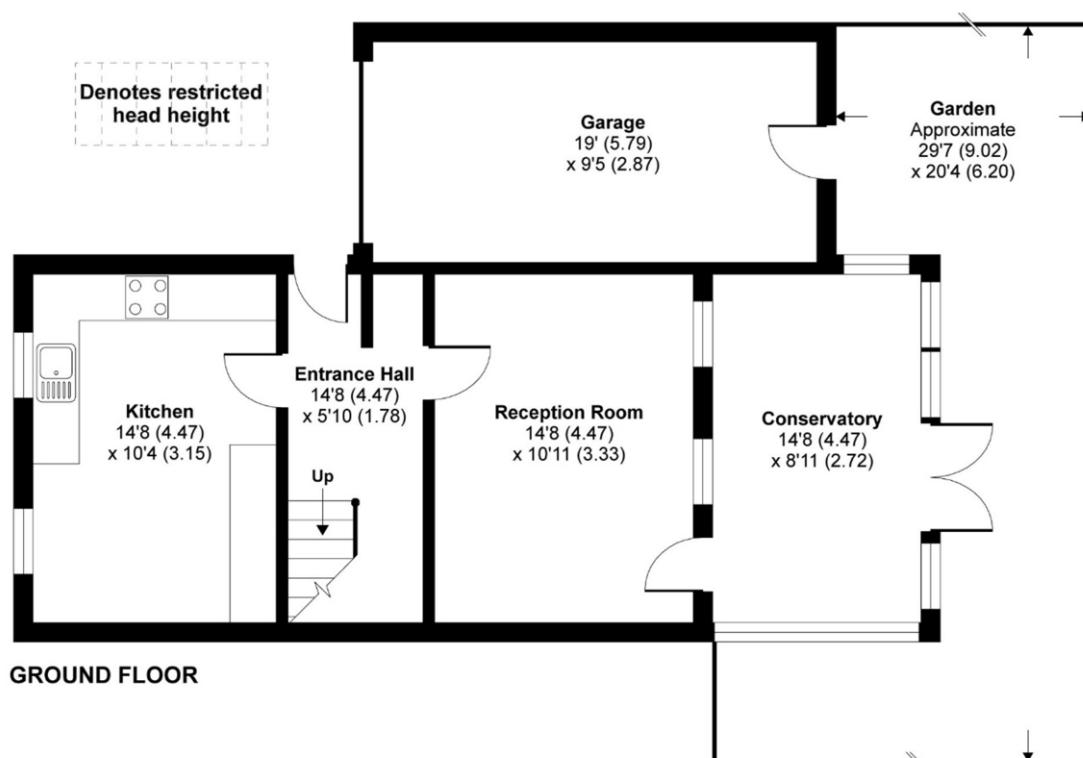 Denotes restricted
head height
Garage
19' (5.79)
x 9'5 (2.87)
Garden
Approximate
29'7 (9.02)
x 20'4 (6.20)
Kitchen
14'8 (4.47)
x 10'4 (3.15)
Entrance Hall
14'8 (4.47)
x 5'10 (1.78)
Up
Reception Room
14'8 (4.47)
x 10'11 (3.33)
Conservatory
14'8 (4.47)
x 8'11 (2.72)
GROUND FLOOR